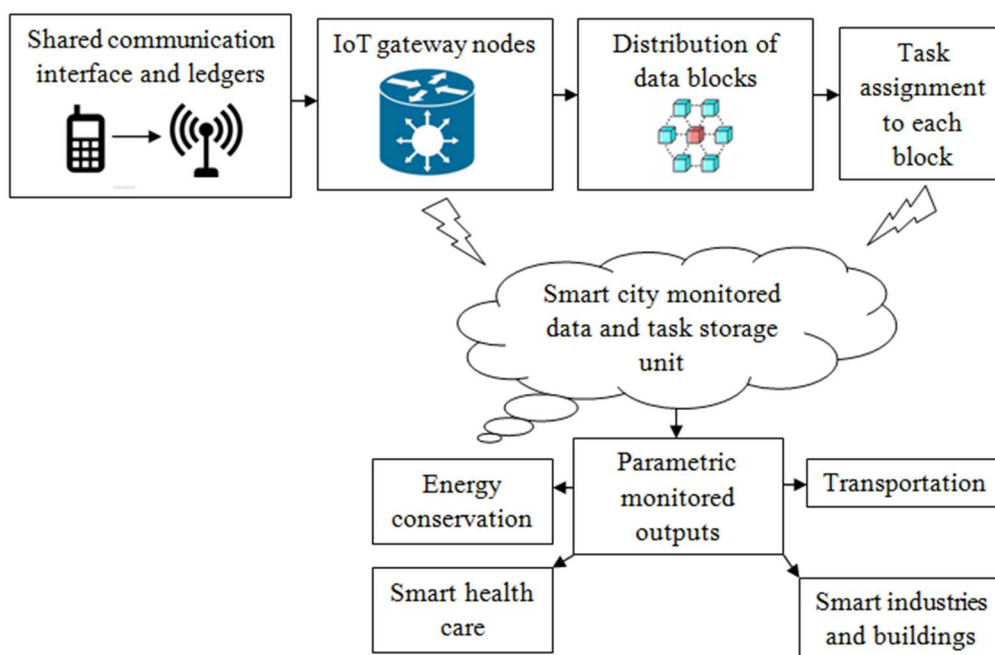 Shared communication
interface and ledgers
IoT gateway nodes
Distribution of
data blocks
Task
assignment
to each
block
Smart city monitored
data and task storage
unit
Parametric
monitored
outputs
Energy
conservation
Transportation
Smart health
care
Smart industries
and buildings